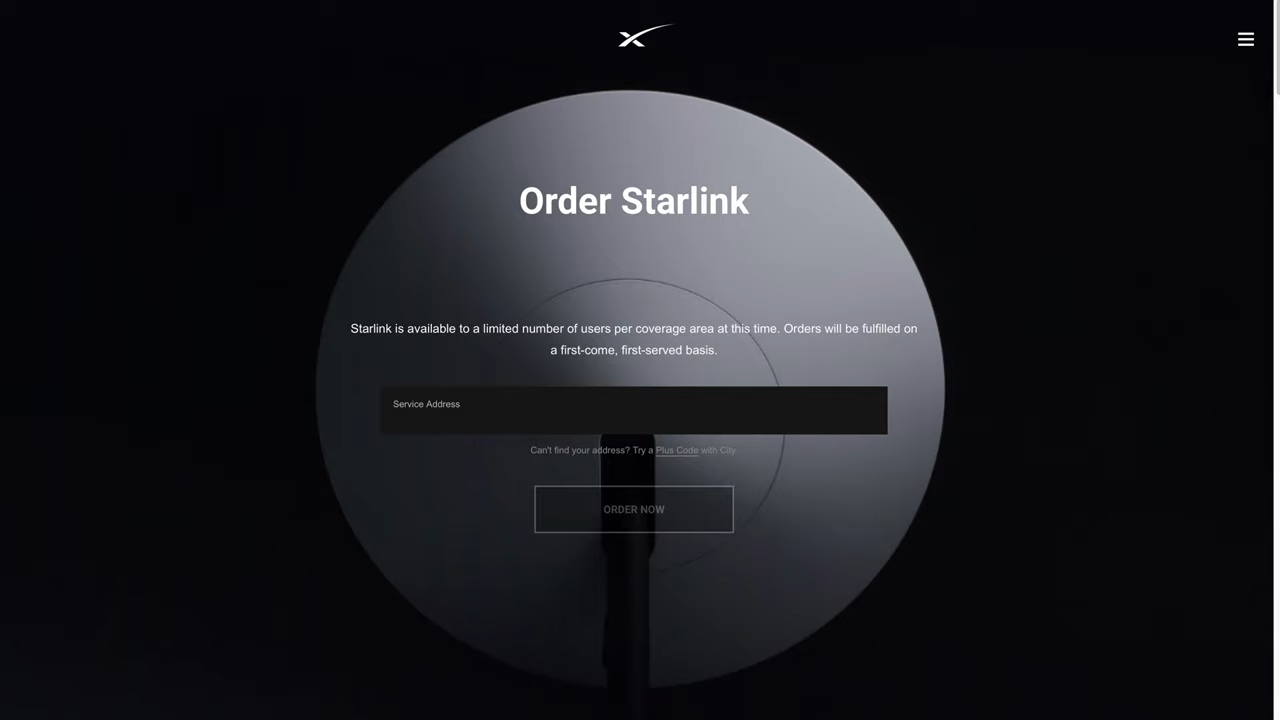 Order Starlink
Starlink is available to a limited number of users per coverage area at this time. Orders will be fulfilled on
a first-come, first-served basis.
Service Address
Can't find your address? Try a Plus Code with City
ORDER NOW